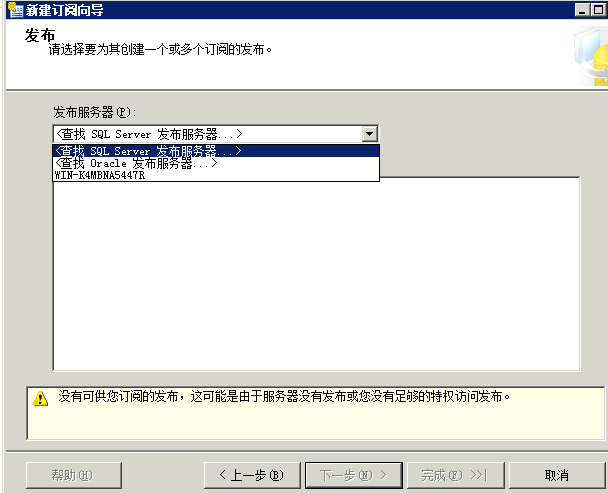 新建订阅向导
发布
请选择要为其创建一个或多个订阅的发布。
发布服务器(P):
<查找 SQL Server 发布服务器...>
<查找 SQL Server 发布服务器...>
<查找 Oracle 发布服务器...>
WIN-K4MBNA5447R
没有可供您订阅的发布，这可能是由于服务器没有发布或您没有足够的特权访问发布。
帮助(H)
< 上一步(B)
下一步(N) >
完成(F) >>|
取消